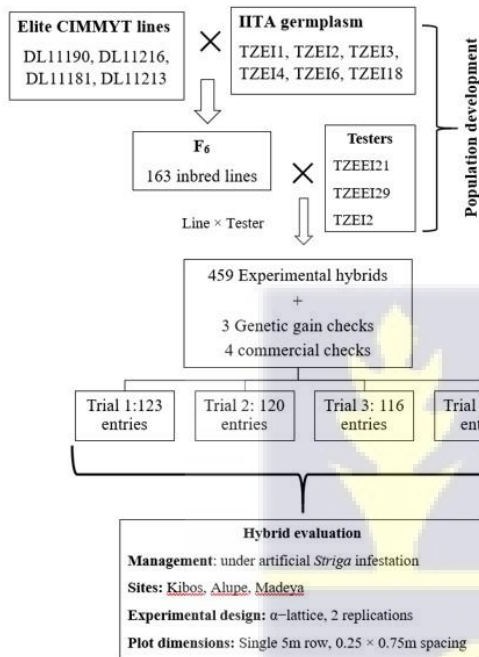 Elite CIMMYT lines
DL11190, DL11216,
DL11181, DL11213
×
IITA germplasm
TZEI1, TZEI2, TZEI3,
TZEI4, TZEI6, TZEI18
Population development
F6
163 inbred lines
×
Testers
TZEEI21
TZEEI29
TZEI2
Line × Tester
459 Experimental hybrids
+
3 Genetic gain checks
4 commercial checks
Trial 1:123
entries
Trial 2: 120
entries
Trial 3: 116
entries
Trial
Hybrid evaluation
Management: under artificial Striga infestation
Sites: Kibos, Alupe, Madeya
Experimental design: α−lattice, 2 replications
Plot dimensions: Single 5m row, 0.25 × 0.75m spacing